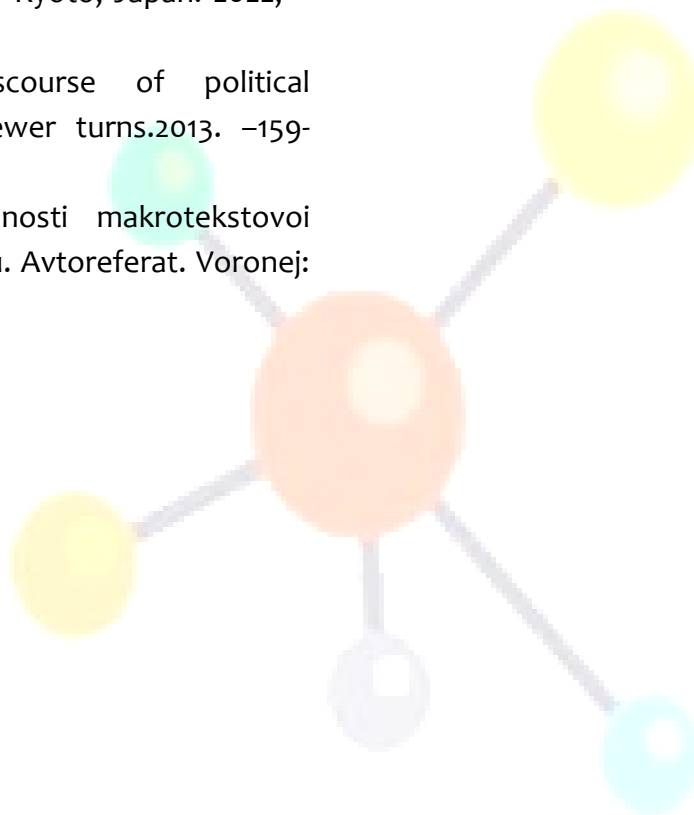 Kyoto, Japan. 2022,
scourse of political
ewer turns.2013. –159-
nosti makrotekstovoi
. Avtoreferat. Voronej: